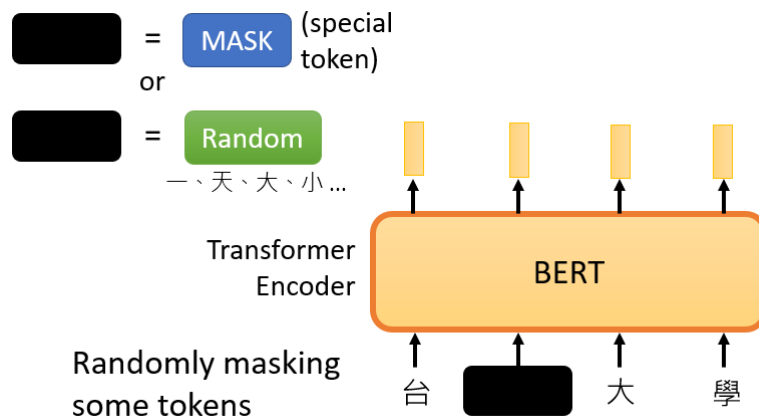 = MASK (special token)
or
= Random
一、天、大、小 ...
Transformer
Encoder
BERT
Randomly masking
some tokens
台 大 學